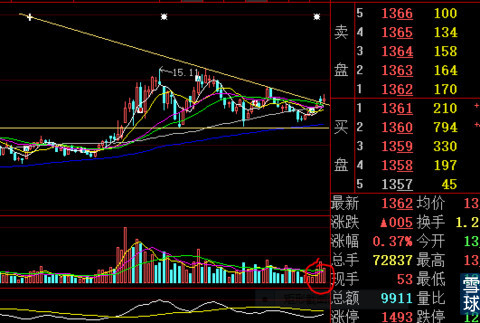 15.11
卖盘
5 1366 100
4 1365 134
3 1364 158
2 1363 164
1 1362 170
买盘
1 1361 210 +
2 1360 794 +
3 1359 330
4 1358 197
5 1357 45
最新 1362 均价 13
涨跌 ▲005 换手 1.2
涨幅 0.37% 今开 13
总手 72837 最高 13
现手 53 最低
总额 9911 量比
涨停 1493 跌停 12
雪球